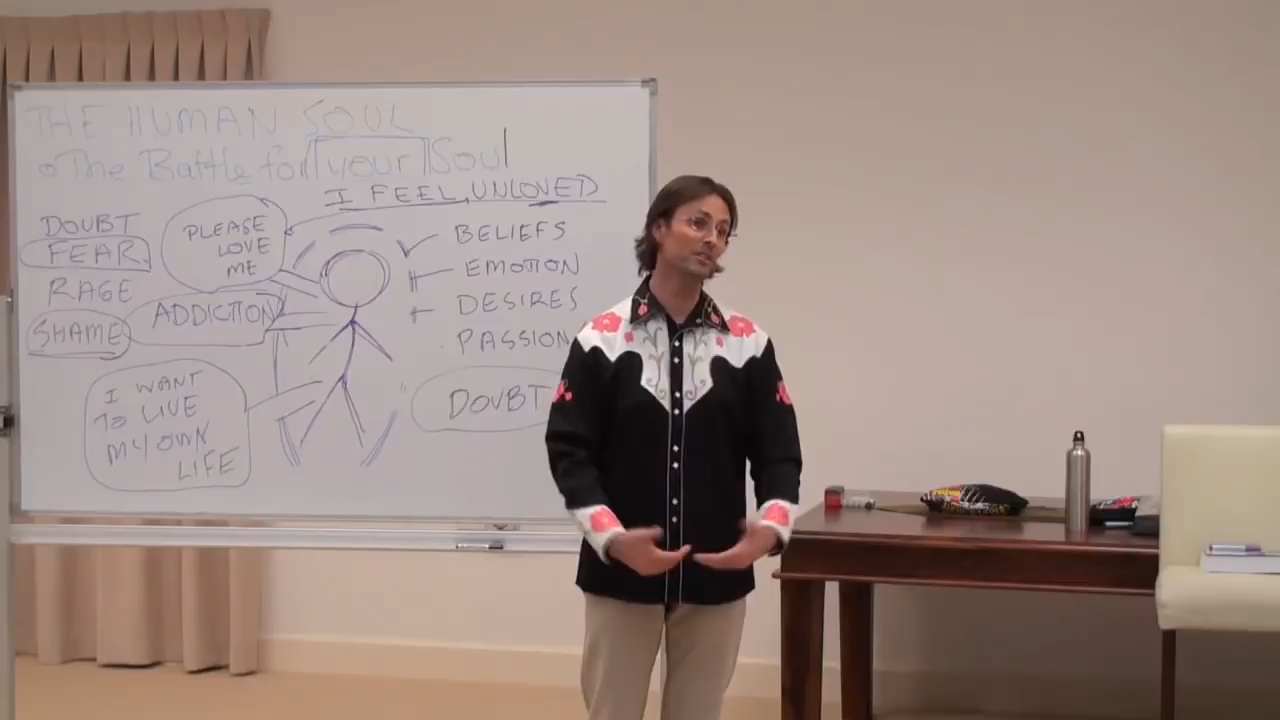 THE HUMAN SOUL
The Battle for your Soul
I FEEL UNLOVED
DOUBT
FEAR
RAGE
SHAME
PLEASE
LOVE
ME
ADDICTION
I WANT
TO LIVE
MY OWN
LIFE
BELIEFS
EMOTION
DESIRES
PASSION
DOUBT